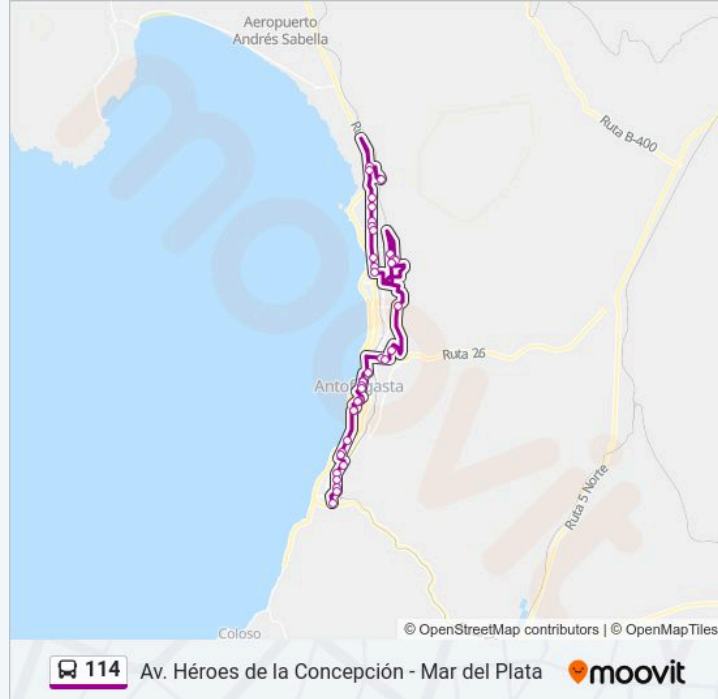 Aeropuerto
Andrés Sabella
Ruta B-400
Ruta 26
Antofagasta
Ruta 5 Norte
Coloso
© OpenStreetMap contributors | © OpenMapTiles
114 Av. Héroes de la Concepción - Mar del Plata moovit
moovit